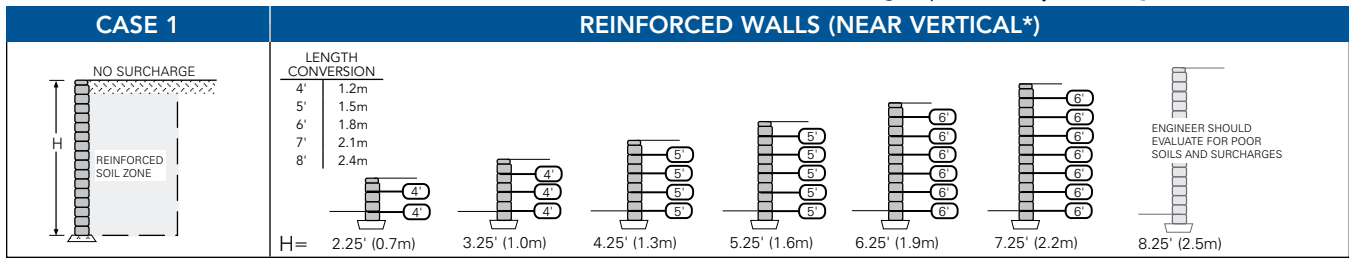 CASE 1
REINFORCED WALLS (NEAR VERTICAL*)
NO SURCHARGE
H
REINFORCED
SOIL ZONE
LENGTH
CONVERSION
4' 1.2m
5' 1.5m
6' 1.8m
7' 2.1m
8' 2.4m
4'
4'
4'
4'
4'
5'
5'
5'
5'
5'
5'
5'
5'
5'
6'
6'
6'
6'
6'
6'
6'
6'
6'
6'
6'
6'
6'
ENGINEER SHOULD
EVALUATE FOR POOR
SOILS AND SURCHARGES
H= 2.25' (0.7m) 3.25' (1.0m) 4.25' (1.3m) 5.25' (1.6m) 6.25' (1.9m) 7.25' (2.2m) 8.25' (2.5m)